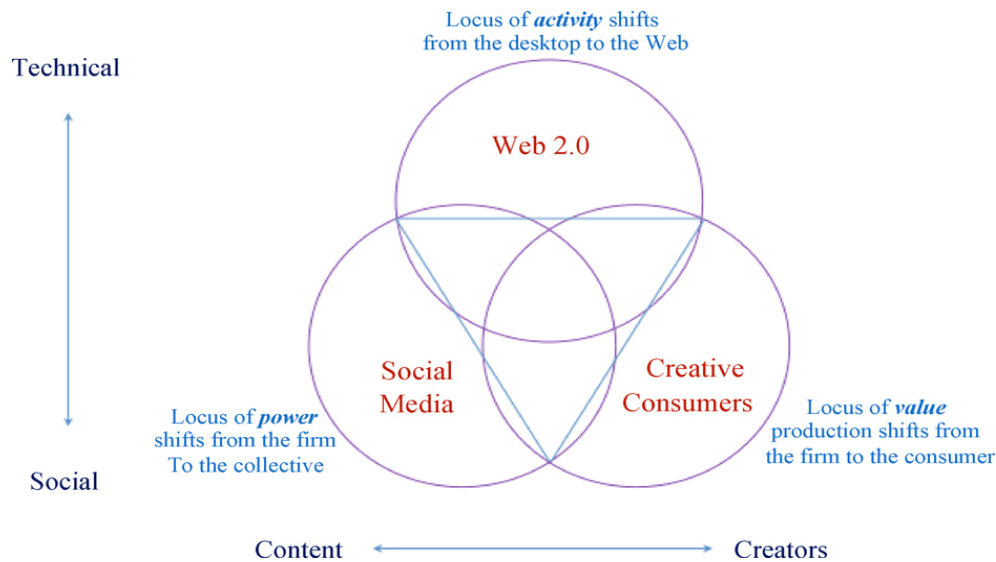 Locus of activity shifts
from the desktop to the Web
Technical
Web 2.0
Social
Media
Creative
Consumers
Locus of power
shifts from the firm
To the collective
Locus of value
production shifts from
the firm to the consumer
Social
Content
Creators